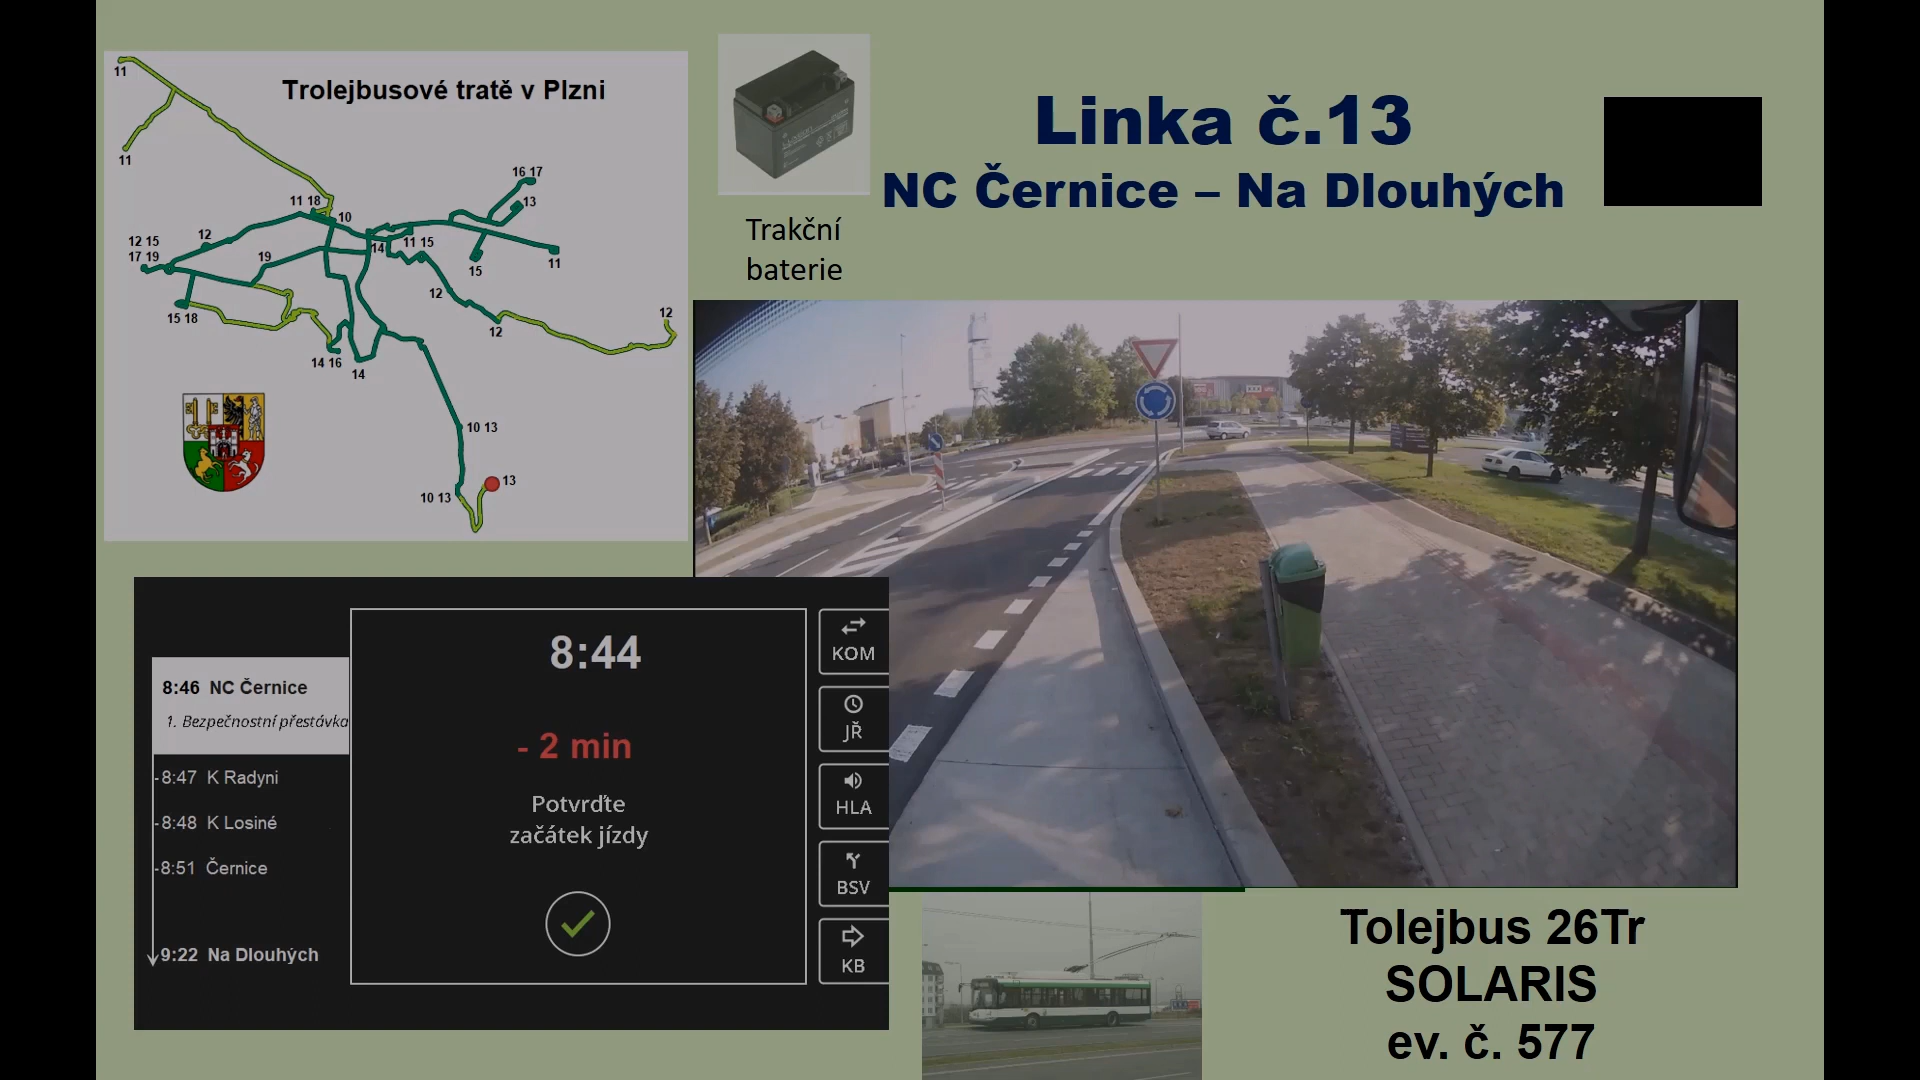 Trolejbusové tratě v Plzni
11
11
16 17
13
11 18
10
12
12 15
17 19
11 15
14
19
15
11
12
12
12
15 18
14 16
14
10 13
10 13
13
Trakční
baterie
Linka č.13
NC Černice – Na Dlouhých
8:46 NC Černice
1. Bezpečnostní přestávka
8:47 K Radyni
8:48 K Losiné
8:51 Černice
9:22 Na Dlouhých
8:44
- 2 min
Potvrďte
začátek jízdy
KOM
JŘ
HLA
BSV
KB
Tolejbus 26Tr
SOLARIS
ev. č. 577